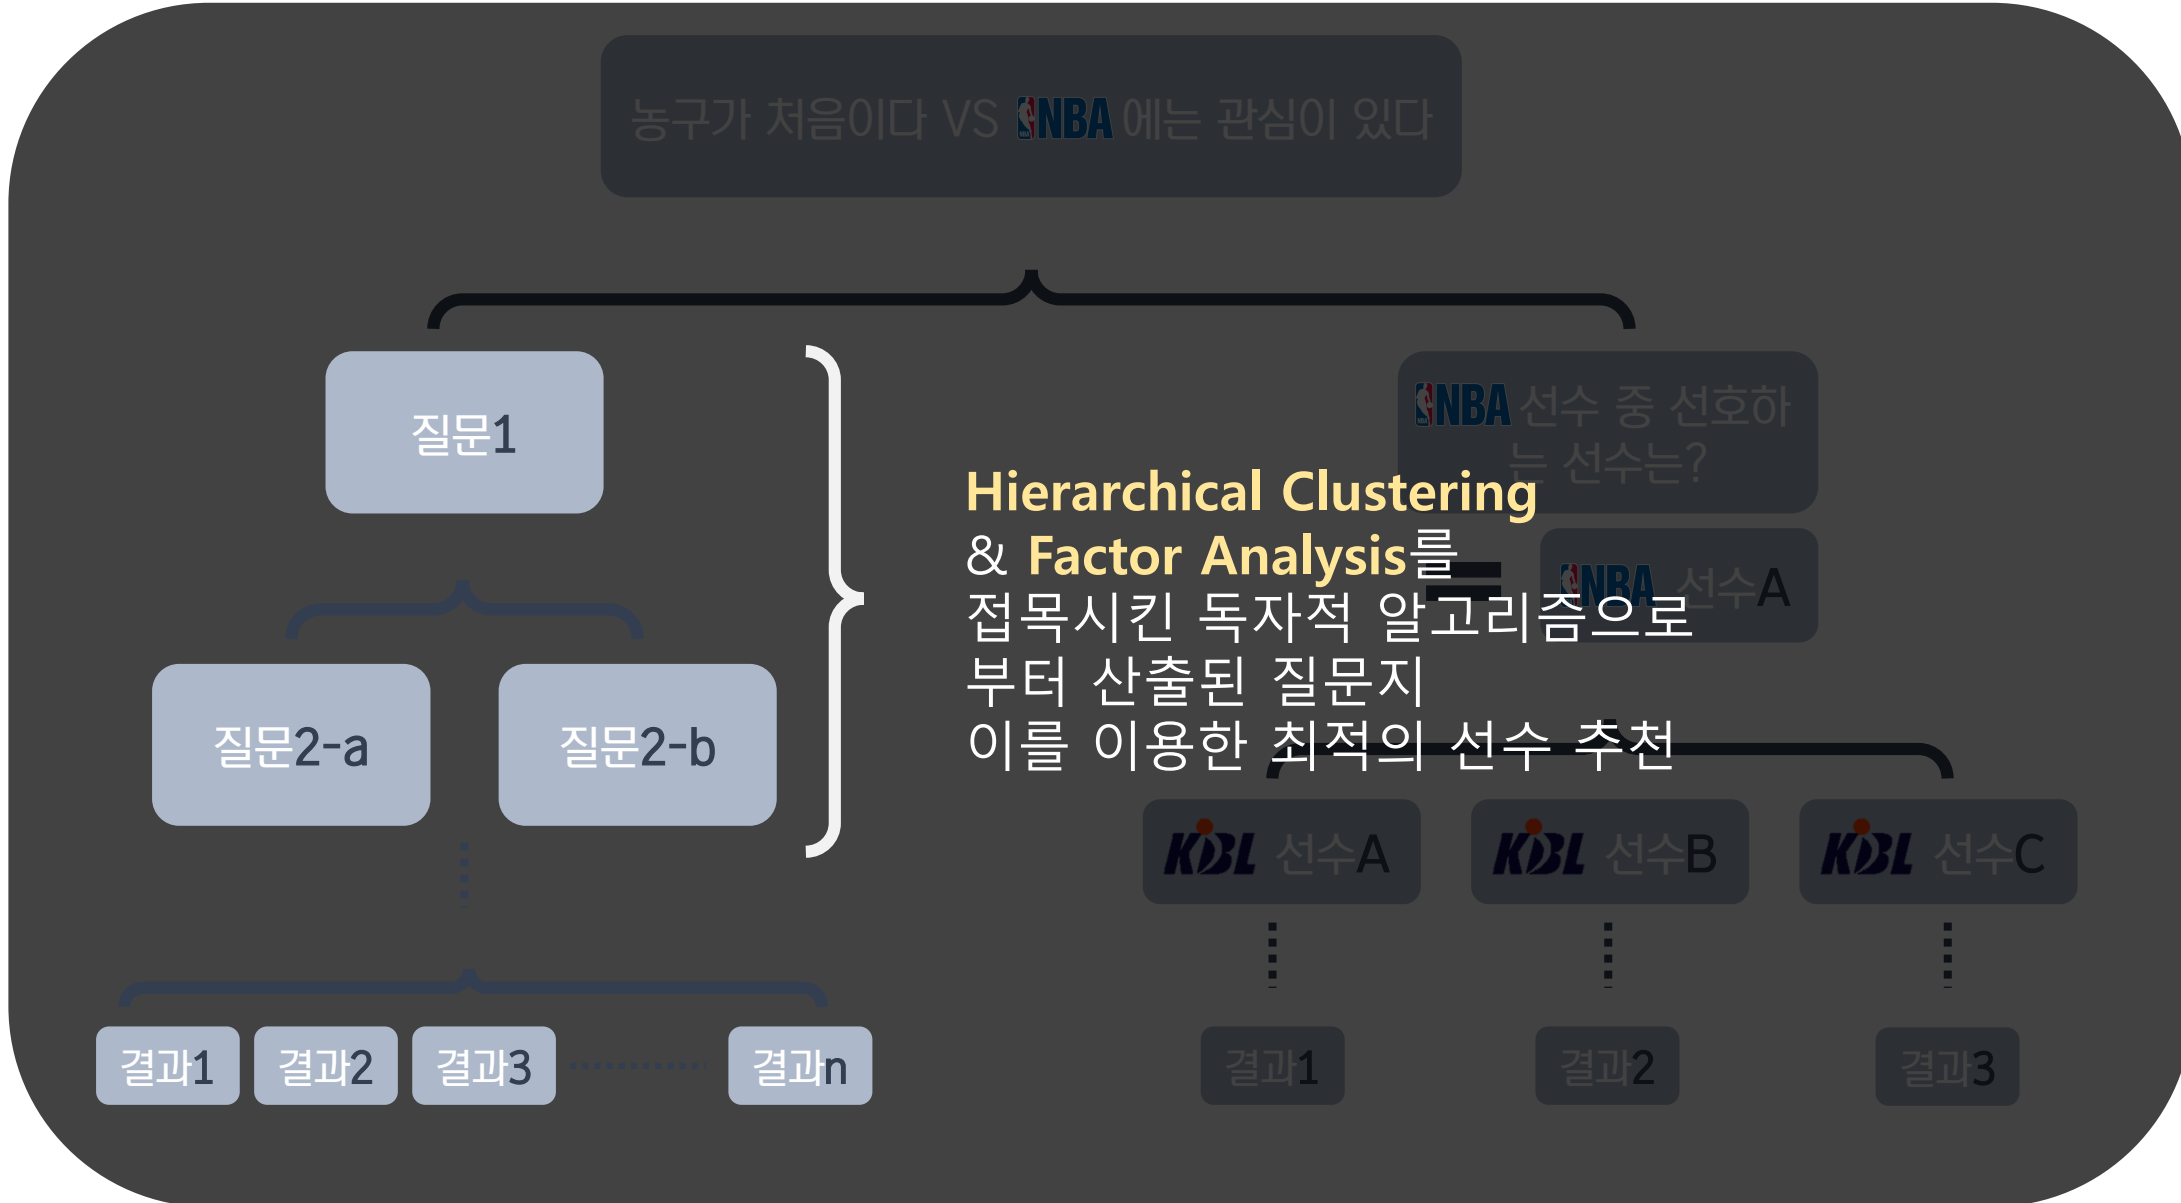 농구가 처음이다 VS NBA 에는 관심이 있다
질문1
질문2-a
질문2-b
결과1
결과2
결과3
결과n
Hierarchical Clustering
& Factor Analysis를
접목시킨 독자적 알고리즘으로
부터 산출된 질문지
이를 이용한 최적의 선수 추천
NBA 선수 중 선호하
는 선수는?
NBA 선수A
KBL 선수A
KBL 선수B
KBL 선수C
결과1
결과2
결과3